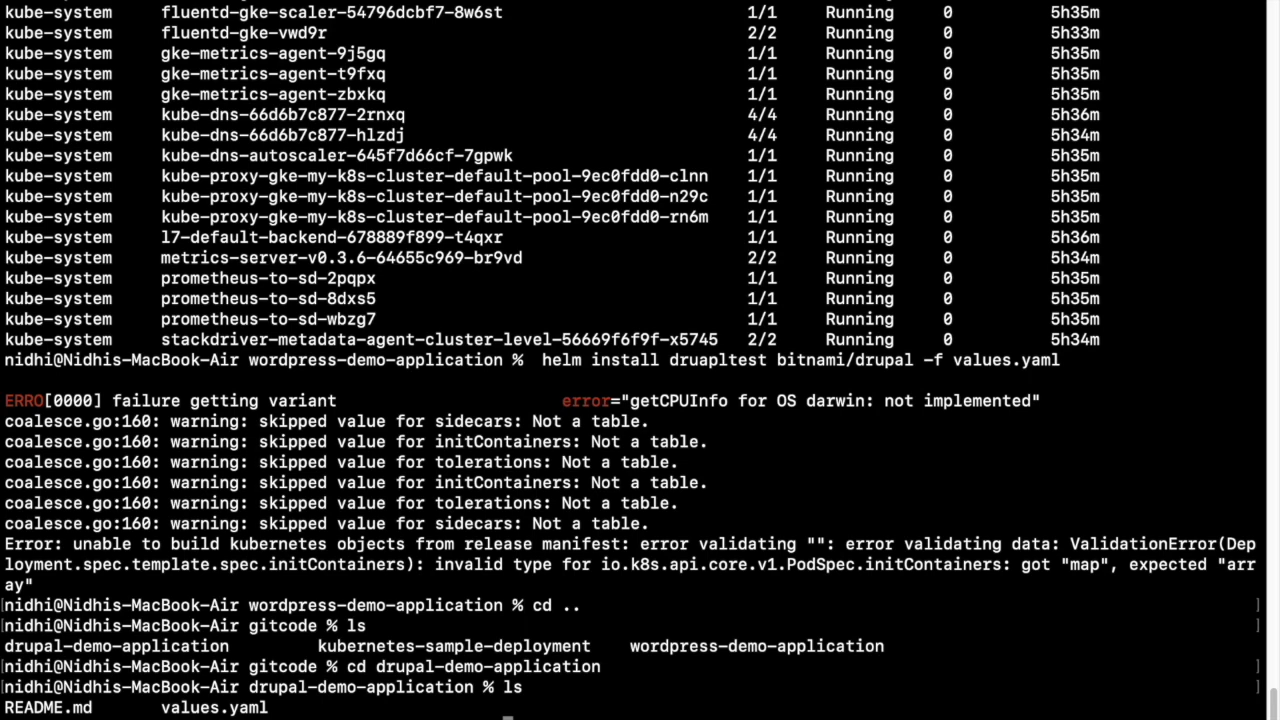 kube-system     fluentd-gke-scaler-54796dcbf7-8w6st                         1/1     Running     0           5h35m
kube-system     fluentd-gke-vwd9r                                           2/2     Running     0           5h33m
kube-system     gke-metrics-agent-9j5gq                                     1/1     Running     0           5h35m
kube-system     gke-metrics-agent-t9fxq                                     1/1     Running     0           5h35m
kube-system     gke-metrics-agent-zbxkq                                     1/1     Running     0           5h35m
kube-system     kube-dns-66d6b7c877-2rnxq                                   4/4     Running     0           5h36m
kube-system     kube-dns-66d6b7c877-hlzdj                                   4/4     Running     0           5h34m
kube-system     kube-dns-autoscaler-645f7d66cf-7gpwk                        1/1     Running     0           5h35m
kube-system     kube-proxy-gke-my-k8s-cluster-default-pool-9ec0fdd0-clnn    1/1     Running     0           5h35m
kube-system     kube-proxy-gke-my-k8s-cluster-default-pool-9ec0fdd0-n29c    1/1     Running     0           5h35m
kube-system     kube-proxy-gke-my-k8s-cluster-default-pool-9ec0fdd0-rn6m    1/1     Running     0           5h35m
kube-system     l7-default-backend-678889f899-t4qxr                         1/1     Running     0           5h36m
kube-system     metrics-server-v0.3.6-64655c969-br9vd                       2/2     Running     0           5h34m
kube-system     prometheus-to-sd-2pqpx                                      1/1     Running     0           5h35m
kube-system     prometheus-to-sd-8dxs5                                      1/1     Running     0           5h35m
kube-system     prometheus-to-sd-wbzg7                                      1/1     Running     0           5h35m
kube-system     stackdriver-metadata-agent-cluster-level-56669f6f9f-x5745   2/2     Running     0           5h34m
nidhi@Nidhis-MacBook-Air wordpress-demo-application %  helm install druapltest bitnami/drupal -f values.yaml
ERRO[0000] failure getting variant                       error="getCPUInfo for OS darwin: not implemented"
coalesce.go:160: warning: skipped value for sidecars: Not a table.
coalesce.go:160: warning: skipped value for initContainers: Not a table.
coalesce.go:160: warning: skipped value for tolerations: Not a table.
coalesce.go:160: warning: skipped value for initContainers: Not a table.
coalesce.go:160: warning: skipped value for tolerations: Not a table.
coalesce.go:160: warning: skipped value for sidecars: Not a table.
Error: unable to build kubernetes objects from release manifest: error validating "": error validating data: ValidationError(Dep
loyment.spec.template.spec.initContainers): invalid type for io.k8s.api.core.v1.PodSpec.initContainers: got "map", expected "arr
ay"
[nidhi@Nidhis-MacBook-Air wordpress-demo-application % cd .. ]
[nidhi@Nidhis-MacBook-Air gitcode % ls ]
drupal-demo-application         kubernetes-sample-deployment    wordpress-demo-application
[nidhi@Nidhis-MacBook-Air gitcode % cd drupal-demo-application ]
[nidhi@Nidhis-MacBook-Air drupal-demo-application % ls ]
README.md       values.yaml